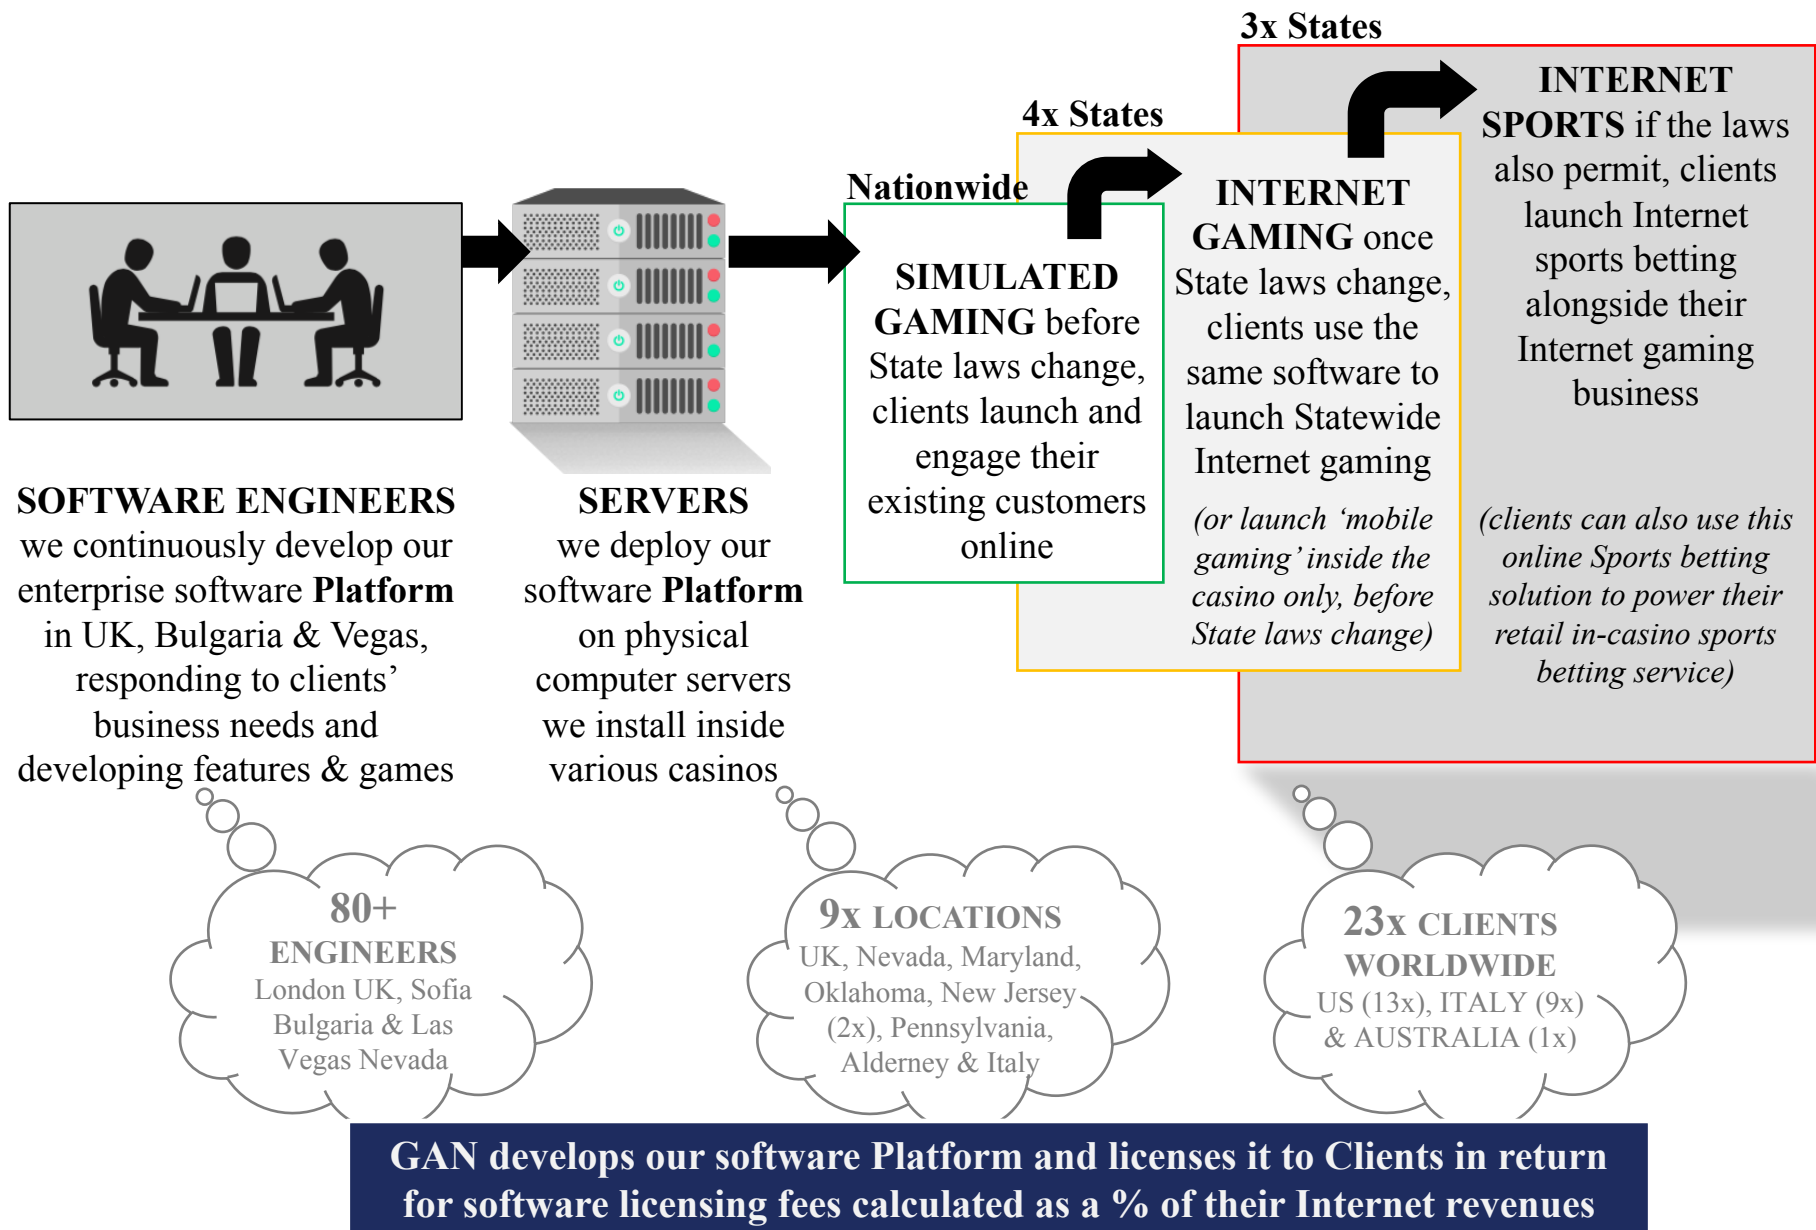 3x States
4x States
Nationwide
SOFTWARE ENGINEERS
we continuously develop our
enterprise software Platform
in UK, Bulgaria & Vegas,
responding to clients’
business needs and
developing features & games
SERVERS
we deploy our
software Platform
on physical
computer servers
we install inside
various casinos
SIMULATED
GAMING before
State laws change,
clients launch and
engage their
existing customers
online
INTERNET
GAMING once
State laws change,
clients use the
same software to
launch Statewide
Internet gaming
(or launch ‘mobile
gaming’ inside the
casino only, before
State laws change)
INTERNET
SPORTS if the laws
also permit, clients
launch Internet
sports betting
alongside their
Internet gaming
business
(clients can also use this
online Sports betting
solution to power their
retail in-casino sports
betting service)
80+
ENGINEERS
London UK, Sofia
Bulgaria & Las
Vegas Nevada
9x LOCATIONS
UK, Nevada, Maryland,
Oklahoma, New Jersey
(2x), Pennsylvania,
Alderney & Italy
23x CLIENTS
WORLDWIDE
US (13x), ITALY (9x)
& AUSTRALIA (1x)
GAN develops our software Platform and licenses it to Clients in return
for software licensing fees calculated as a % of their Internet revenues